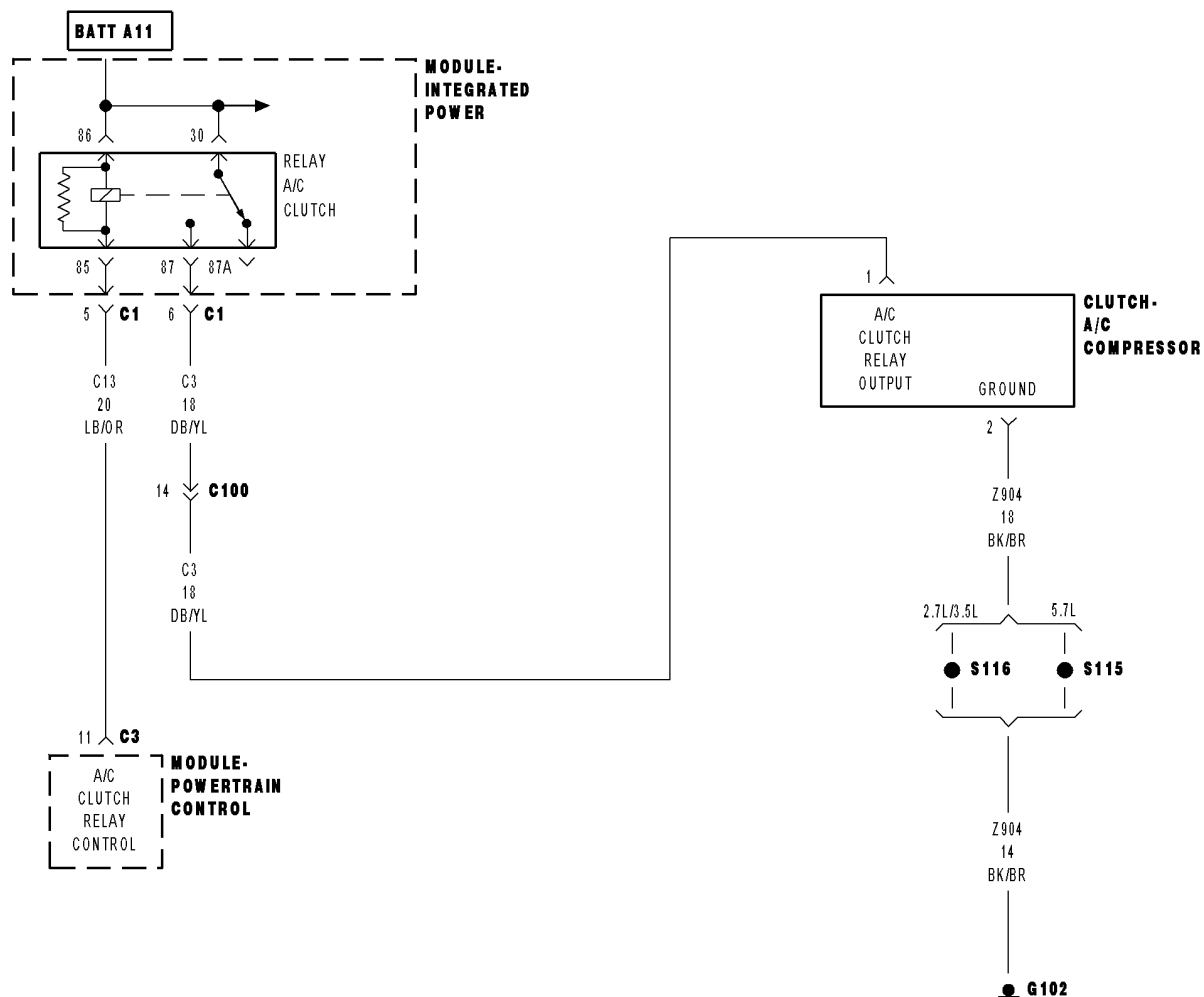 BATT A11
MODULE-
INTEGRATED
POWER
86
30
RELAY
A/C
CLUTCH
85
87
87A
5
C1
6
C1
C13
20
LB/OR
C3
18
DB/YL
14
C100
C3
18
DB/YL
11
C3
MODULE-
POWERTRAIN
CONTROL
A/C
CLUTCH
RELAY
CONTROL
1
CLUTCH-
A/C
COMPRESSOR
A/C
CLUTCH
RELAY
OUTPUT
GROUND
2
Z904
18
BK/BR
2.7L/3.5L
5.7L
S116
S115
Z904
14
BK/BR
G102